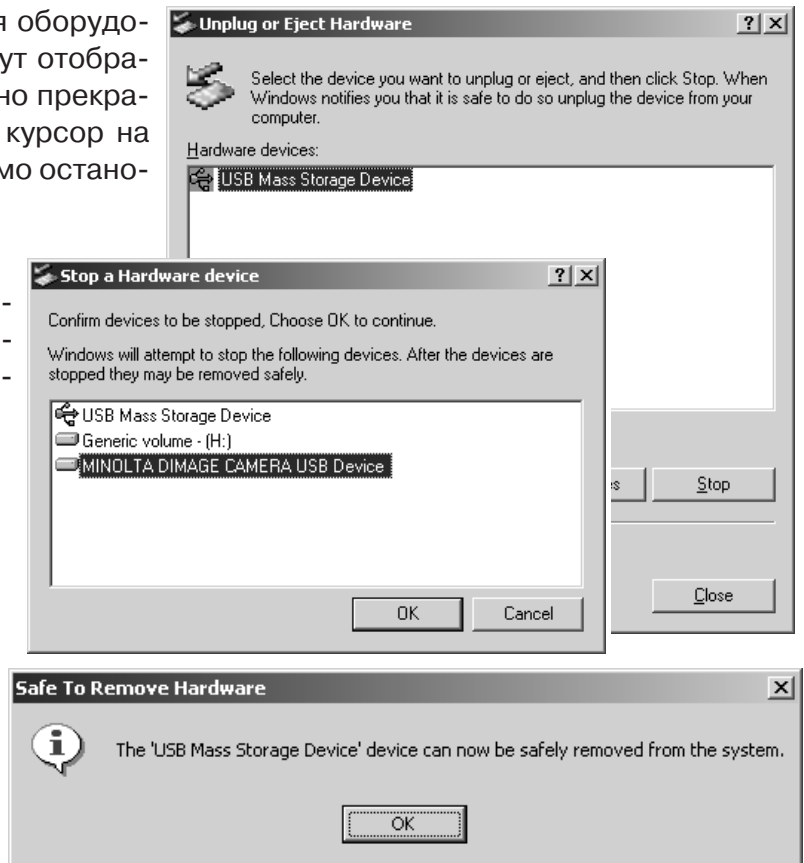 я оборудо-
ут отобра-
но прекра-
курсор на
мо остано-
-
-
-
Unplug or Eject Hardware
Select the device you want to unplug or eject, and then click Stop. When
Windows notifies you that it is safe to do so unplug the device from your
computer.
Hardware devices:
USB Mass Storage Device
Stop a Hardware device
Confirm devices to be stopped, Choose OK to continue.
Windows will attempt to stop the following devices. After the devices are
stopped they may be removed safely.
USB Mass Storage Device
Generic volume - (H:)
MINOLTA DIMAGE CAMERA USB Device
OK Cancel
s Stop
Close
Safe To Remove Hardware
The 'USB Mass Storage Device' device can now be safely removed from the system.
OK